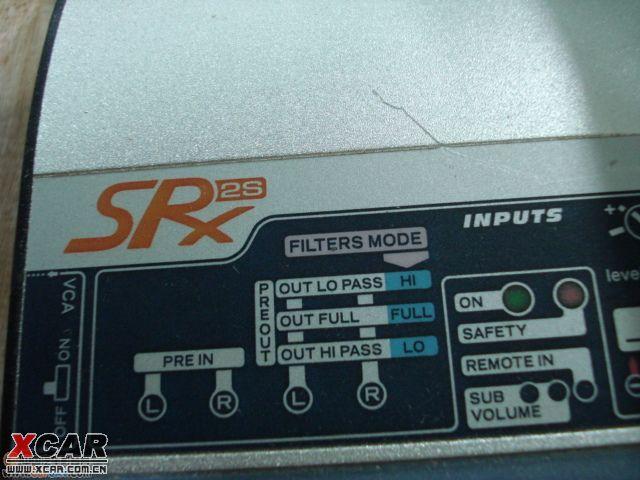 SRx 2S
INPUTS
FILTERS MODE
level
VCA
PREOUT
OUT LO PASS HI
OUT FULL FULL
OUT HI PASS LO
ON
SAFETY
REMOTE IN
SUB
VOLUME
PRE IN
L R L R
ON
OFF
XCAR
www.xcar.com.cn